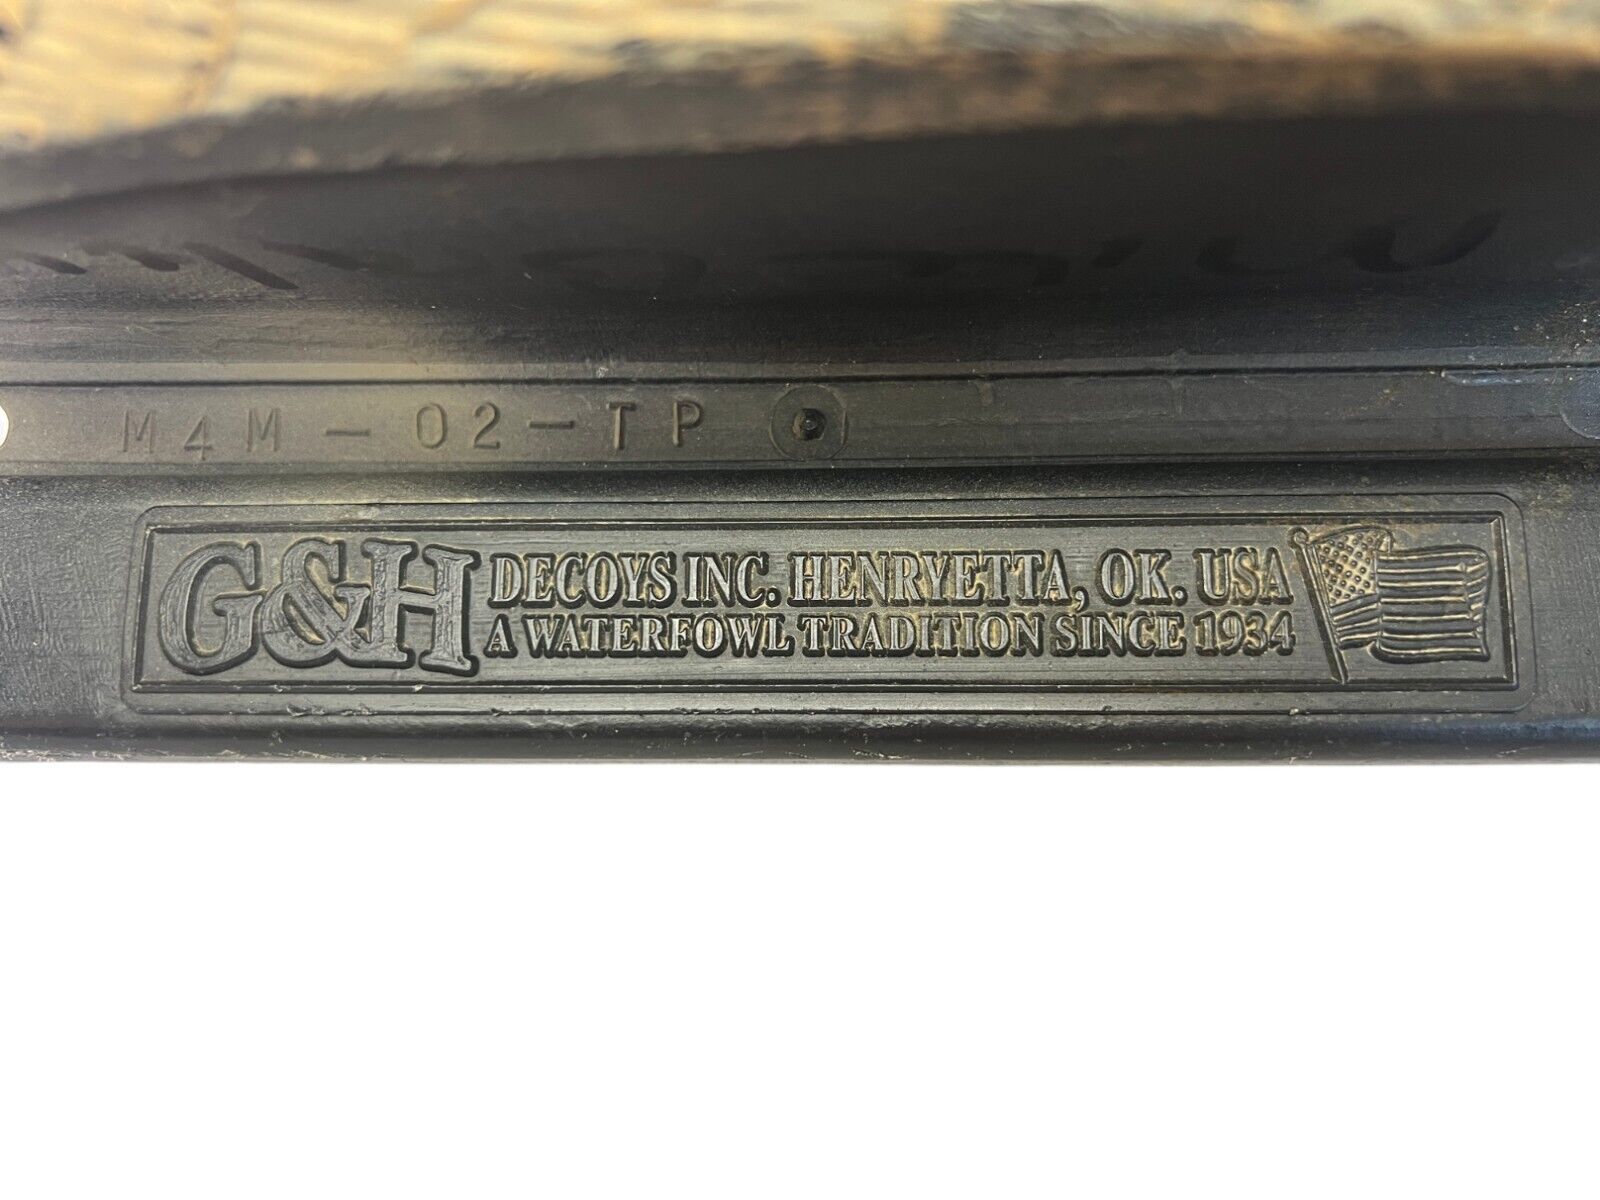 M4M-02-TP
G&H DECOYS INC. HENRYETTA, OK. USA
A WATERFOWL TRADITION SINCE 1934